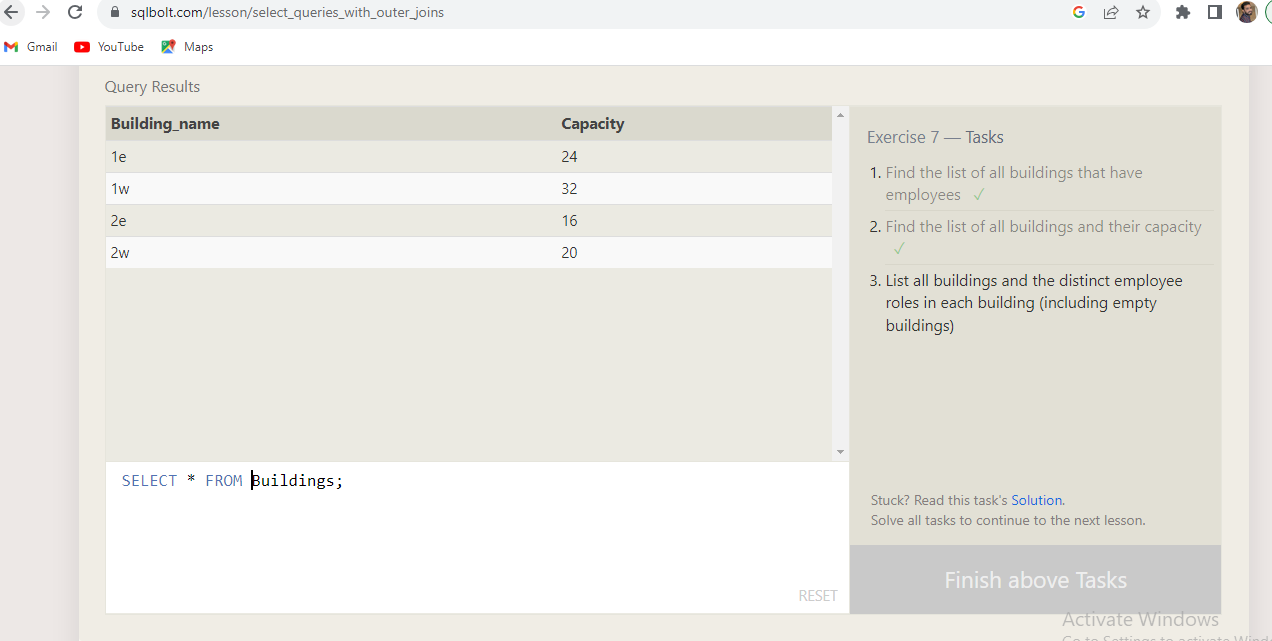 sqlbolt.com/lesson/select_queries_with_outer_joins
Gmail YouTube Maps
Query Results
Building_name Capacity
1e 24
1w 32
2e 16
2w 20
SELECT * FROM Buildings;
RESET
Exercise 7 — Tasks
1. Find the list of all buildings that have
employees ✓
2. Find the list of all buildings and their capacity
✓
3. List all buildings and the distinct employee
roles in each building (including empty
buildings)
Stuck? Read this task's Solution.
Solve all tasks to continue to the next lesson.
Finish above Tasks
Activate Windows
Go to Settings to activate Wind